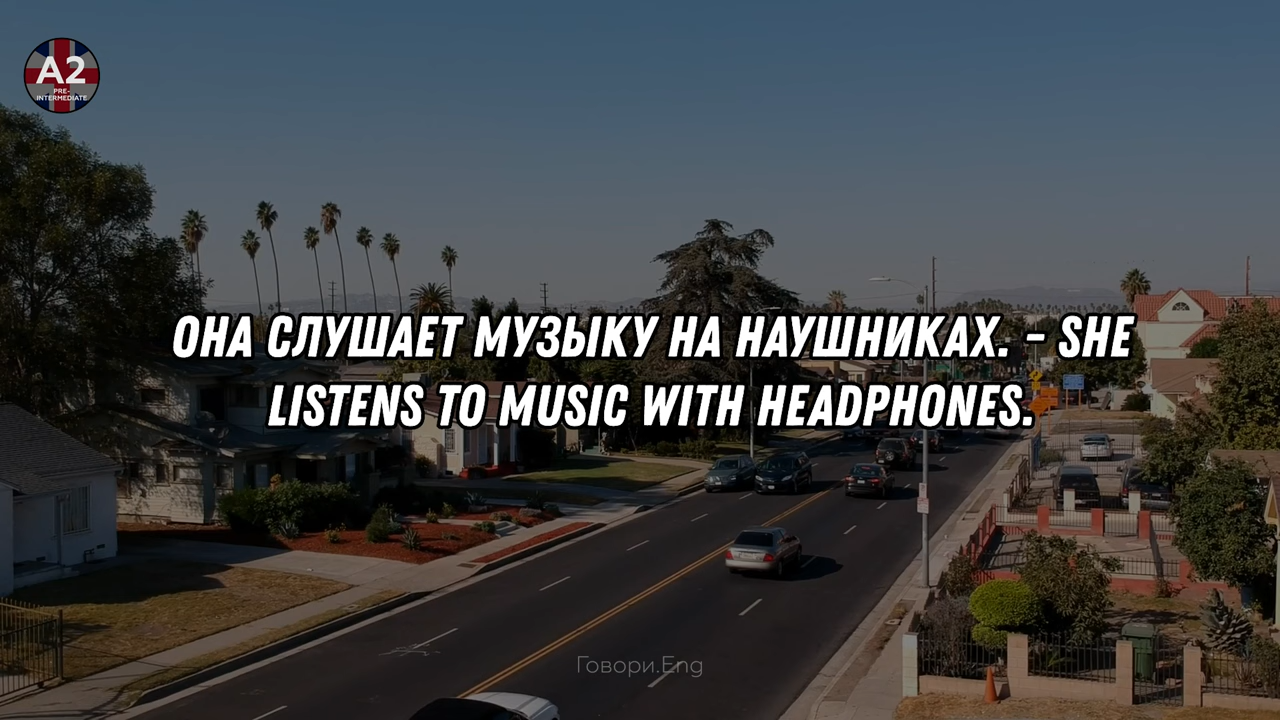 A2
PRE-
INTERMEDIATE
ОНА СЛУШАЕТ МУЗЫКУ НА НАУШНИКАХ. - SHE
LISTENS TO MUSIC WITH HEADPHONES.
Говори.Eng